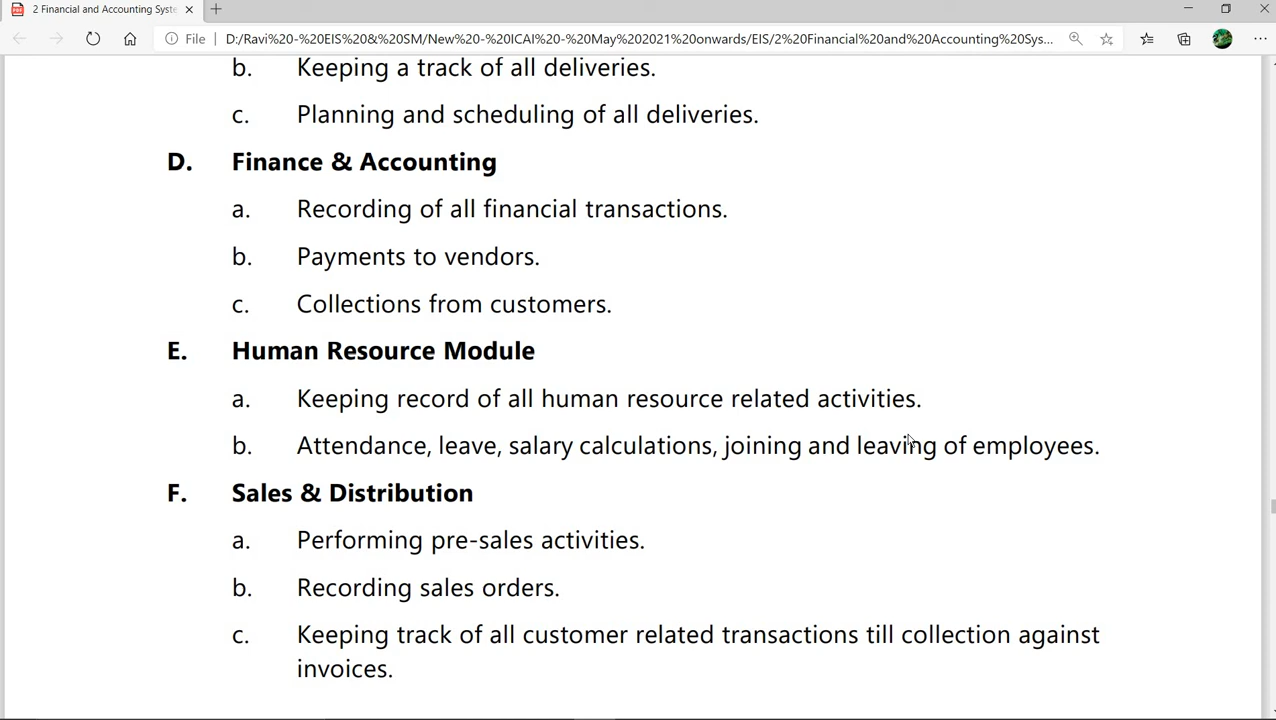 2 Financial and Accounting Syste
File
D:/Ravi%20-%20EIS%20&%20SM/New%20-%20ICAI%20-%20May%202021%20onwards/EIS/2%20Financial%20and%20Accounting%20Sys...
b. Keeping a track of all deliveries.
c. Planning and scheduling of all deliveries.
D. Finance & Accounting
a. Recording of all financial transactions.
b. Payments to vendors.
c. Collections from customers.
E. Human Resource Module
a. Keeping record of all human resource related activities.
b. Attendance, leave, salary calculations, joining and leaving of employees.
F. Sales & Distribution
a. Performing pre-sales activities.
b. Recording sales orders.
c. Keeping track of all customer related transactions till collection against
invoices.